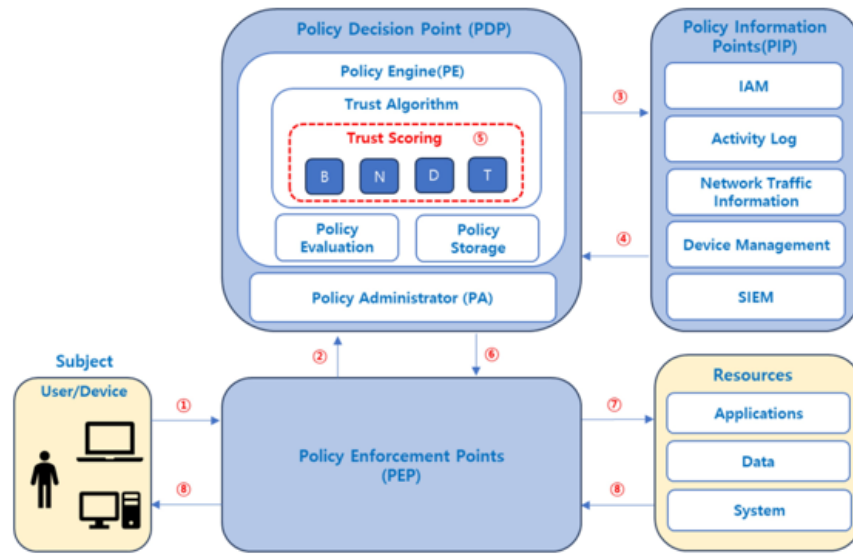 Policy Decision Point (PDP)
Policy Engine(PE)
Trust Algorithm
Trust Scoring ⑤
B N D T
Policy
Evaluation
Policy
Storage
Policy Administrator (PA)
③
④
Policy Information
Points(PIP)
IAM
Activity Log
Network Traffic
Information
Device Management
SIEM
②
⑥
Subject
User/Device
①
⑧
Policy Enforcement Points
(PEP)
⑦
⑧
Resources
Applications
Data
System